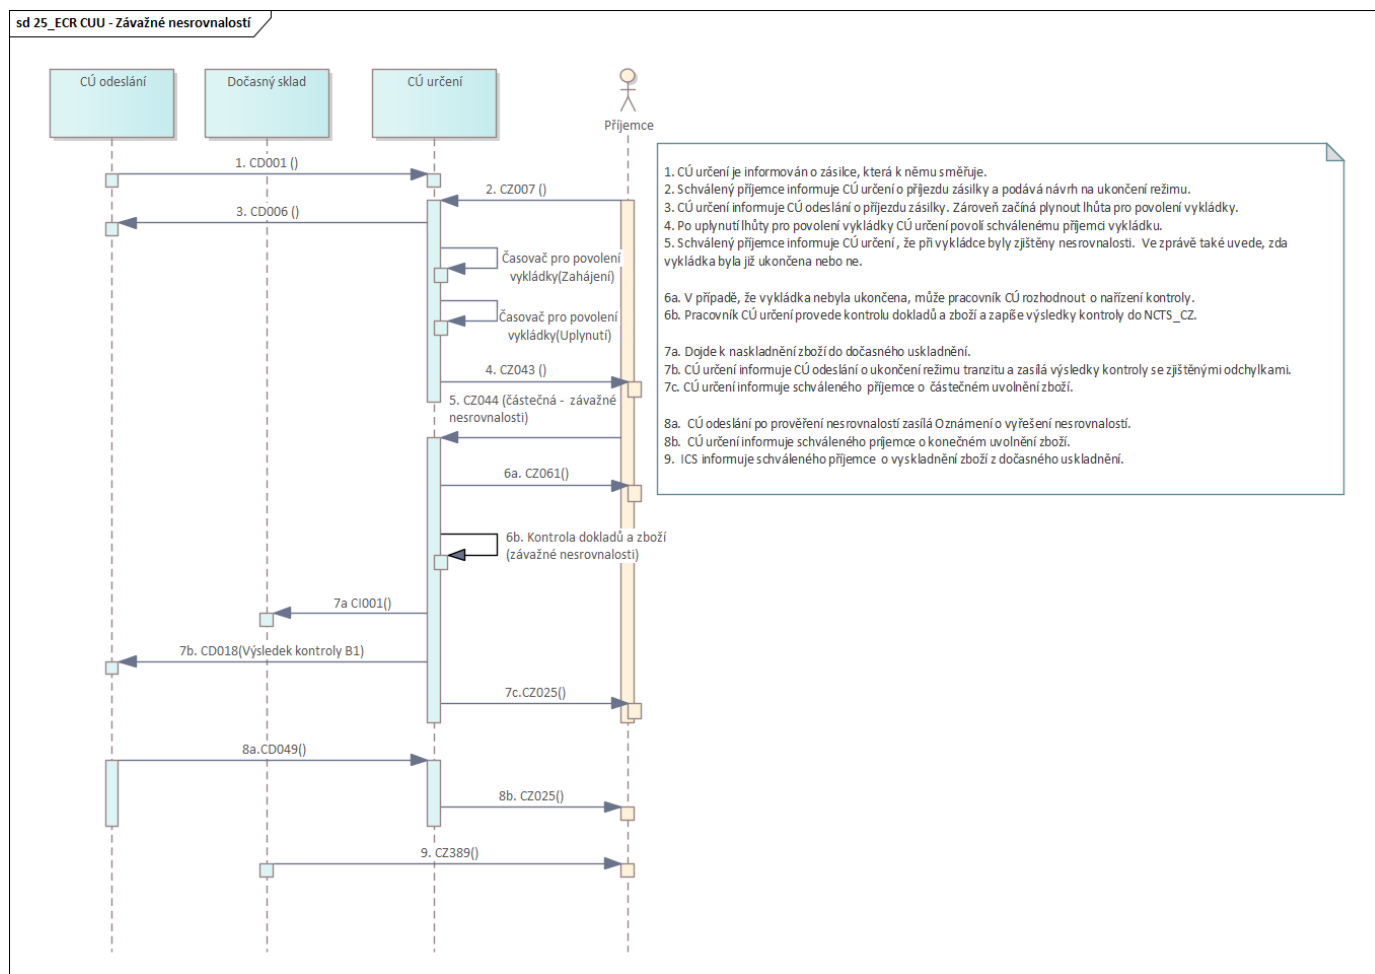 sd 25_ECR CUU - Závažné nesrovnalostí
CÚ odeslání
Dočasný sklad
CÚ určení
Příjemce
1. CD001 ()
2. CZ007 ()
3. CD006 ()
Časovač pro povolení
vykládky(Zahájení)
Časovač pro povolení
vykládky(Uplynutí)
4. CZ043 ()
5. CZ044 (částečná - závažné
nesrovnalosti)
6a. CZ061()
6b. Kontrola dokladů a zboží
(závažné nesrovnalosti)
7a CI001()
7b. CD018(Výsledek kontroly B1)
7c.CZ025()
8a.CD049()
8b. CZ025()
9. CZ389()
1. CÚ určení je informován o zásilce, která k němu směřuje.
2. Schválený příjemce informuje CÚ určení o příjezdu zásilky a podává návrh na ukončení režimu.
3. CÚ určení informuje CÚ odeslání o příjezdu zásilky. Zároveň začíná plynout lhůta pro povolení vykládky.
4. Po uplynutí lhůty pro povolení vykládky CÚ určení povolí schválenému příjemci vykládku.
5. Schválený příjemce informuje CÚ určení , že při vykládce byly zjištěny nesrovnalosti. Ve zprávě také uvede, zda
vykládka byla již ukončena nebo ne.
6a. V případě, že vykládka nebyla ukončena, může pracovník CÚ rozhodnout o nařízení kontroly.
6b. Pracovník CÚ určení provede kontrolu dokladů a zboží a zapíše výsledky kontroly do NCTS_CZ.
7a. Dojde k naskladnění zboží do dočasného uskladnění.
7b. CÚ určení informuje CÚ odeslání o ukončení režimu tranzitu a zasílá výsledky kontroly se zjištěnými odchylkami.
7c. CÚ určení informuje schváleného příjemce o částečném uvolnění zboží.
8a. CÚ odeslání po prověření nesrovnalostí zasílá Oznámení o vyřešení nesrovnalostí.
8b. CÚ určení informuje schváleného prijemce o konečném uvolnění zboží.
9. ICS informuje schváleného příjemce o vyskladnění zboží z dočasného uskladnění.